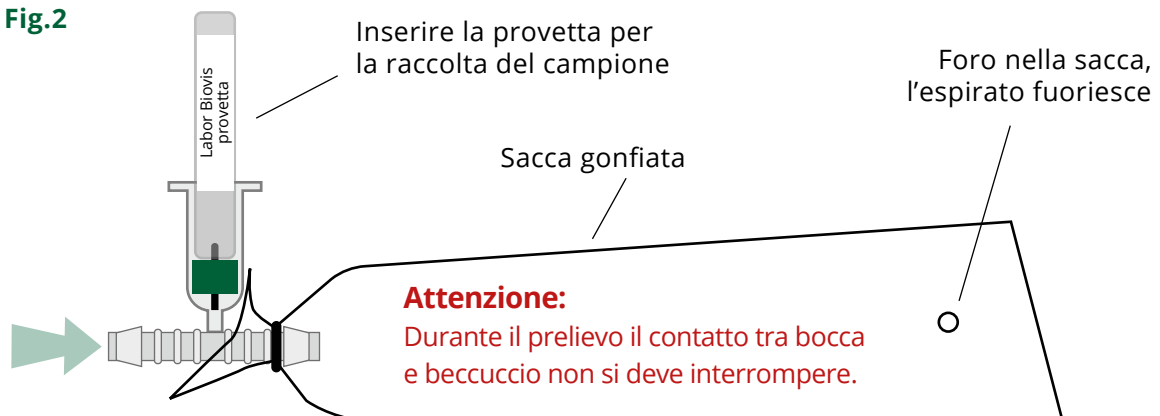 Fig.2
Inserire la provetta per
la raccolta del campione
Foro nella sacca,
l'espirato fuoriesce
Labor Biovis
provetta
Sacca gonfiata
Attenzione:
Durante il prelievo il contatto tra bocca
e beccuccio non si deve interrompere.